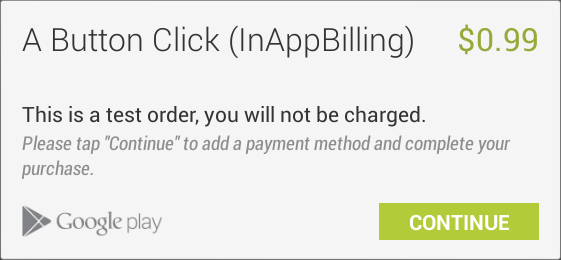 A Button Click (InAppBilling) $0.99
This is a test order, you will not be charged.
Please tap "Continue" to add a payment method and complete your
purchase.
Google play
CONTINUE